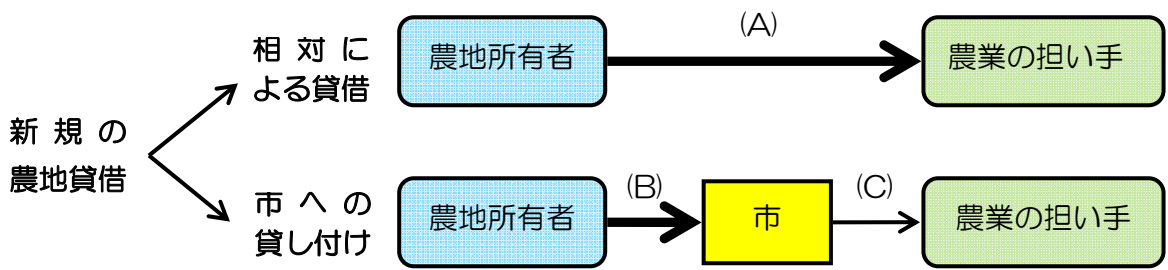 新規の
農地貸借
相対に
よる貸借
農地所有者
(A)
農業の担い手
市への
貸し付け
農地所有者
(B)
市
(C)
農業の担い手